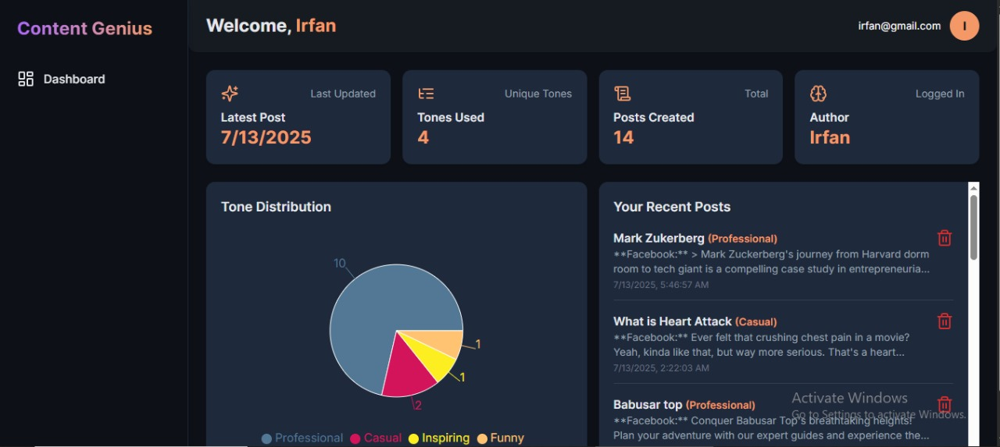 Content Genius
Dashboard
Welcome, Irfan
irfan@gmail.com
I
Last Updated
Latest Post
7/13/2025
Unique Tones
Tones Used
4
Total
Posts Created
14
Logged In
Author
Irfan
Tone Distribution
10
1
1
2
Professional Casual Inspiring Funny
Your Recent Posts
Mark Zukerberg (Professional)
**Facebook:** > Mark Zuckerberg's journey from Harvard dorm
room to tech giant is a compelling case study in entrepreneuria...
7/13/2025, 5:46:57 AM
What is Heart Attack (Casual)
**Facebook:** Ever felt that crushing chest pain in a movie?
Yeah, kinda like that, but way more serious. That's a heart...
7/13/2025, 2:22:03 AM
Babusar top (Professional)
**Facebook:** Conquer Babusar Top's breathtaking heights!
Plan your adventure with our expert guides and experience the...
Activate Windows
Go to Settings to activate Windows.